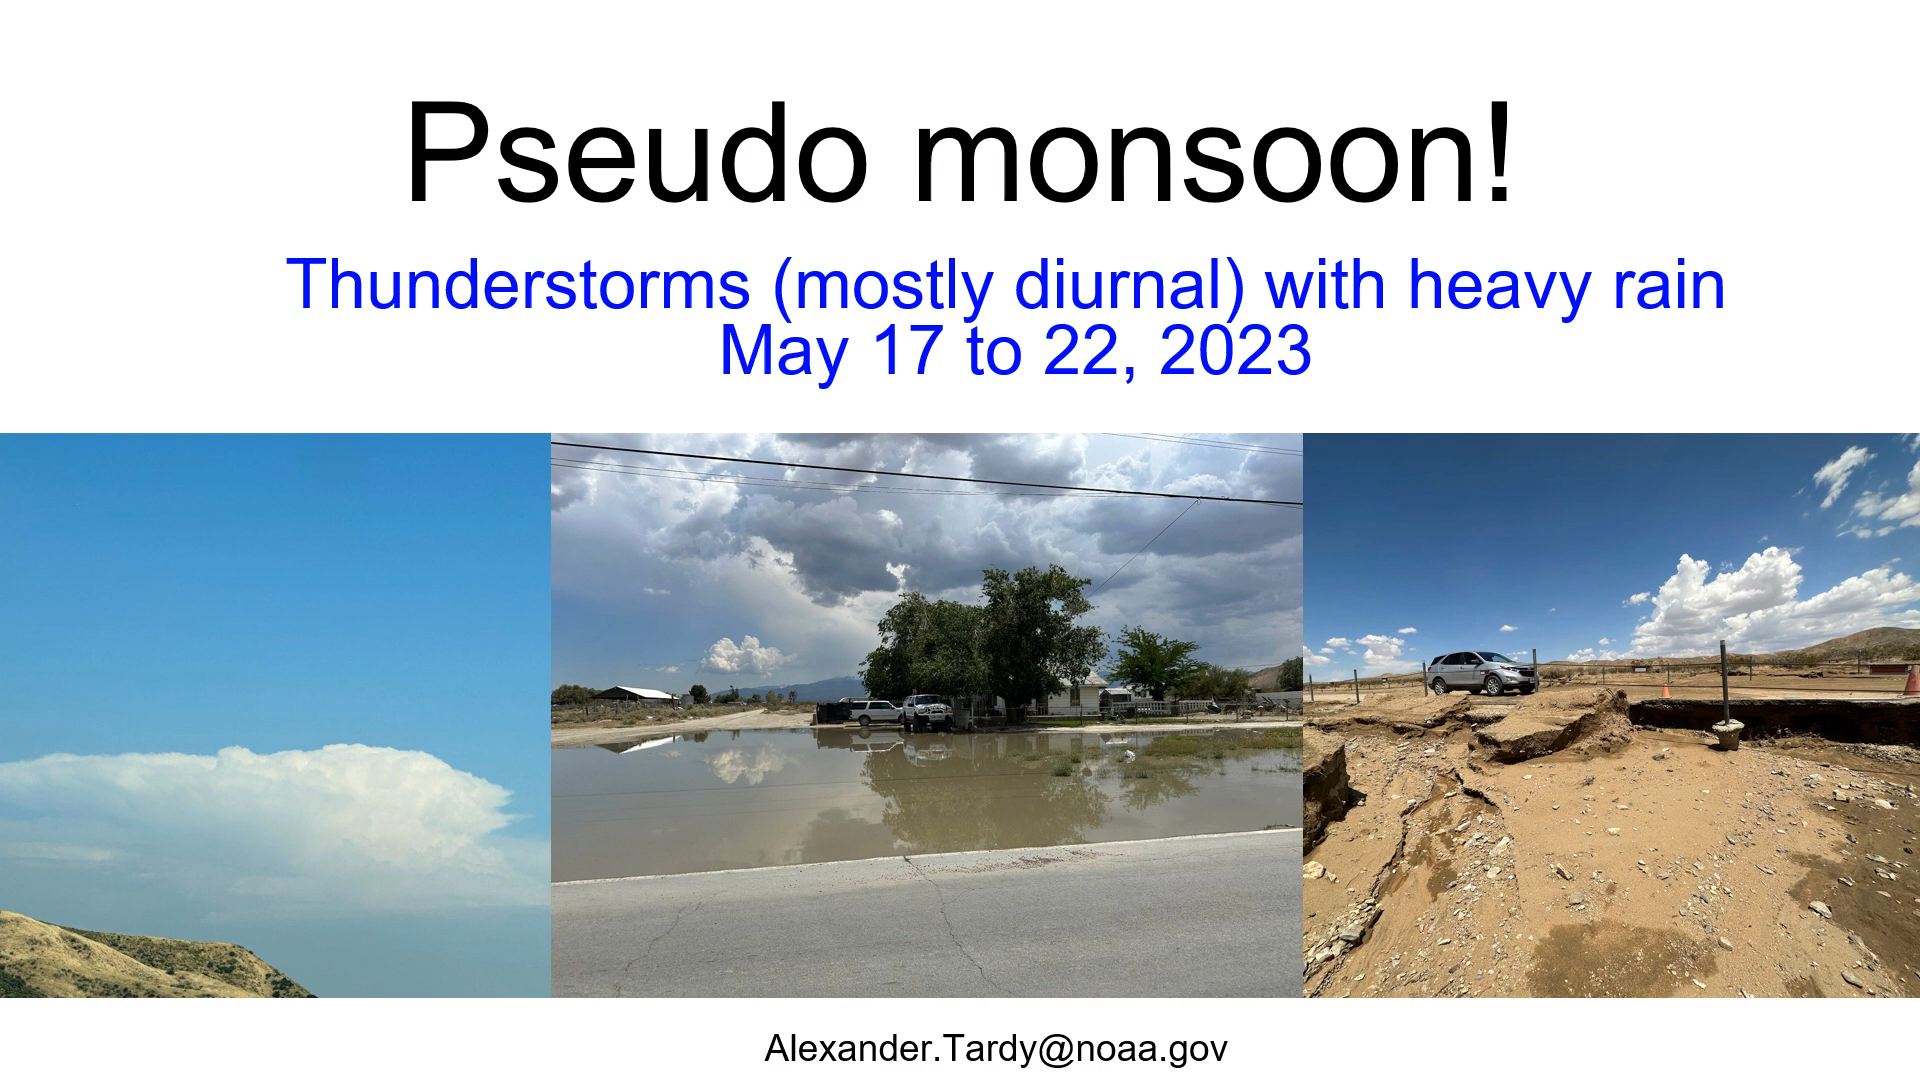 Pseudo monsoon!
Thunderstorms (mostly diurnal) with heavy rain
May 17 to 22, 2023
Alexander.Tardy@noaa.gov